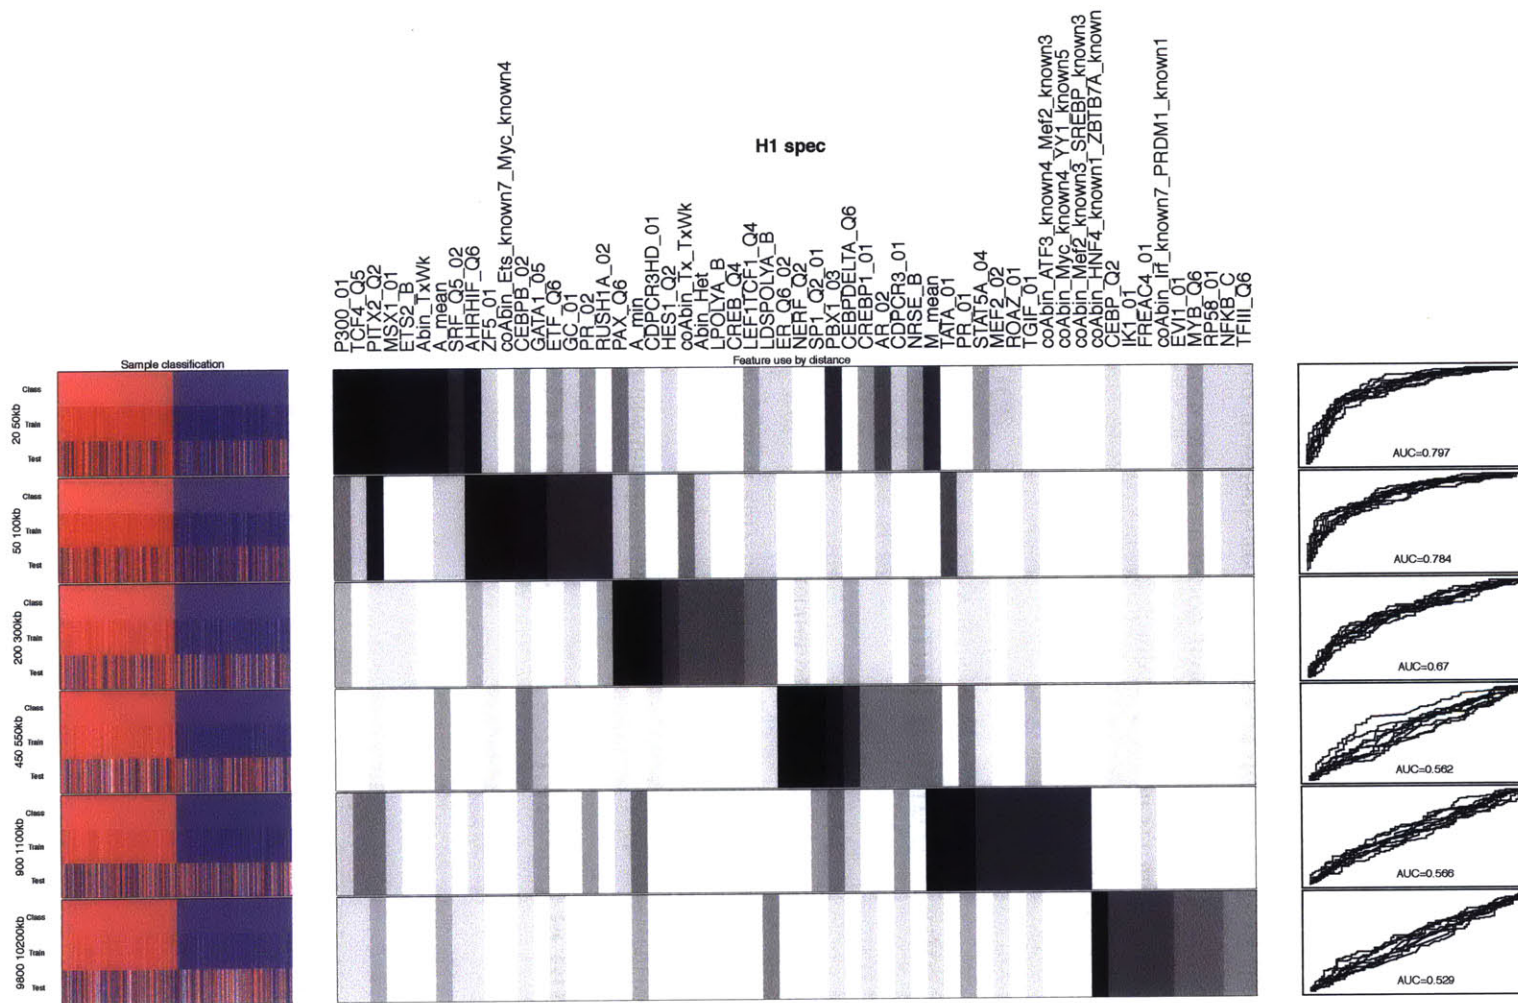 H1 spec
P300_01
TCF4_Q5
PITX2_Q2
MSX1_01
ETS2_B
Abin_TxWk
A_mean
SRF_Q5_02
AHRHIF_Q6
ZF5_01
coAbin_Ets_known7_Myc_known4
CEBPB_02
GATA1_05
ETF_Q6
GC_01
PR_02
RUSH1A_02
PAX_Q6
A_min
CDPCR3HD_01
HES1_Q2
coAbin_Tx_TxWk
Abin_Het
LPOLYA_B
CREB_Q4
LEF1TCF1_Q4
LDSPOLYA_B
ER_Q6_02
NERF_Q2
SP1_Q2_01
PBX1_03
CEBPDELTA_Q6
CREBP1_01
AR_02
CDPCR3_01
NRSE_B
M_mean
TATA_01
PR_01
STAT5A_04
MEF2_02
ROAZ_01
TGIF_01
coAbin_ATF3_known4_Mef2_known3
coAbin_Myc_known4_YY1_known5
coAbin_Mef2_known3_SREBP_known3
coAbin_HNF4_known1_ZBTB7A_known
CEBP_Q2
IK1_01
FREAC4_01
coAbin_Irf_known7_PRDM1_known1
EVI1_01
MYB_Q6
RP58_01
NFKB_C
TFIII_Q6
Sample classification
Feature use by distance
20 50kb
Class
Train
Test
AUC=0.797
50 100kb
Class
Train
Test
AUC=0.784
200 300kb
Class
Train
Test
AUC=0.67
450 550kb
Class
Train
Test
AUC=0.562
900 1100kb
Class
Train
Test
AUC=0.566
9800 10200kb
Class
Train
Test
AUC=0.529